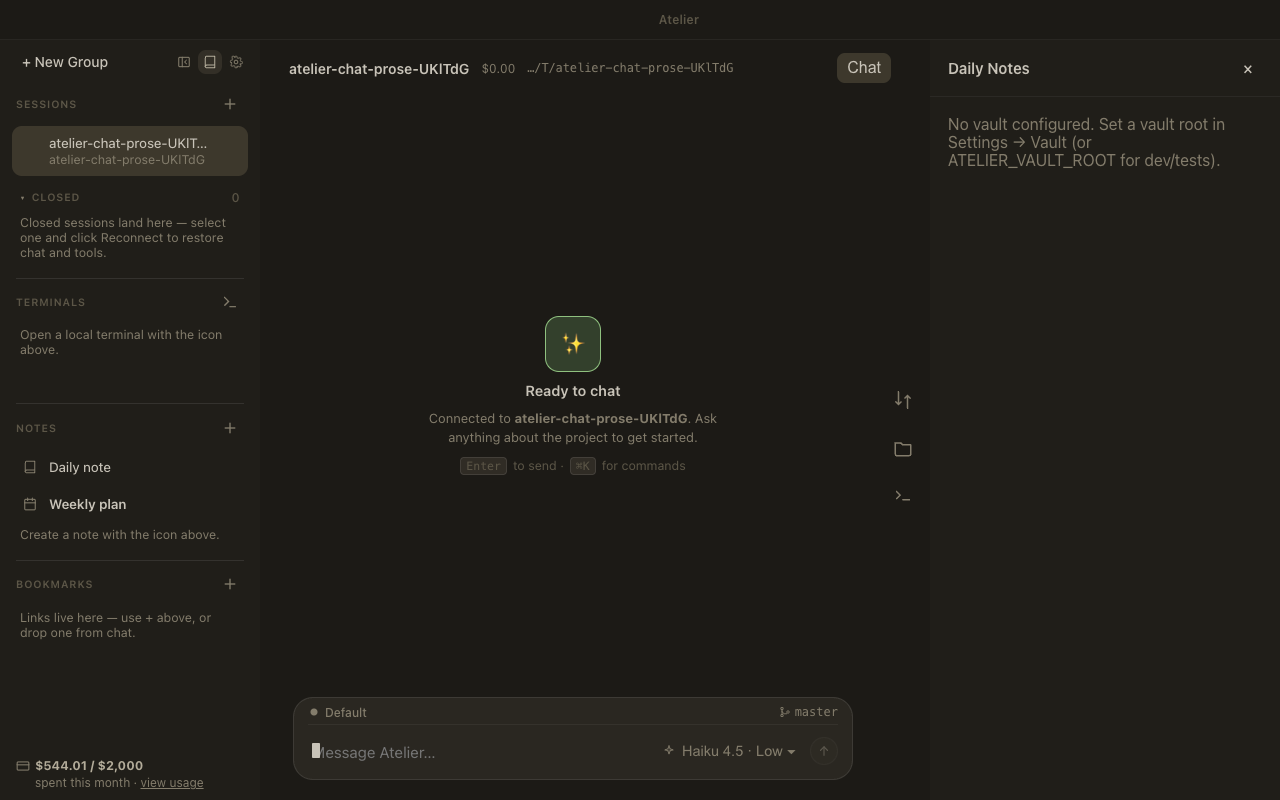 Atelier
+ New Group
SESSIONS
atelier-chat-prose-UKlT...
atelier-chat-prose-UKlTdG
CLOSED
0
Closed sessions land here — select
one and click Reconnect to restore
chat and tools.
TERMINALS
Open a local terminal with the icon
above.
NOTES
Daily note
Weekly plan
Create a note with the icon above.
BOOKMARKS
Links live here — use + above, or
drop one from chat.
$544.01 / $2,000
spent this month · view usage
atelier-chat-prose-UKlTdG $0.00 …/T/atelier-chat-prose-UKlTdG
Chat
✨
Ready to chat
Connected to atelier-chat-prose-UKlTdG. Ask
anything about the project to get started.
Enter to send · ⌘K for commands
Default
master
Message Atelier...
Haiku 4.5 · Low
Daily Notes
×
No vault configured. Set a vault root in
Settings → Vault (or
ATELIER_VAULT_ROOT for dev/tests).